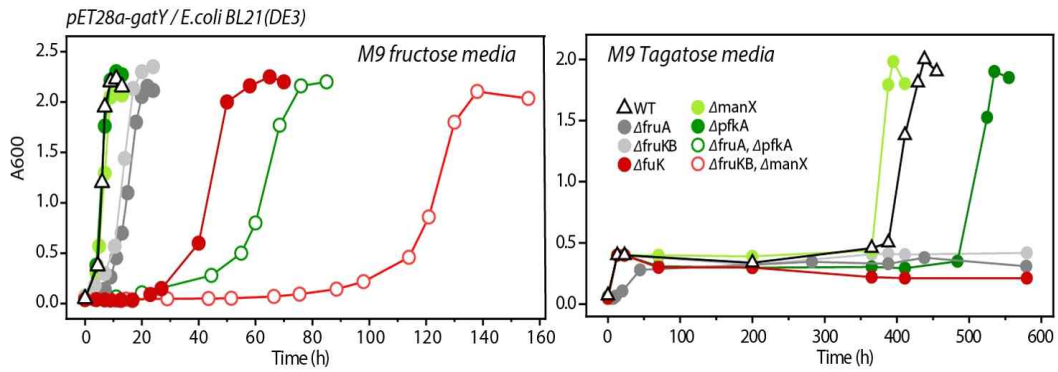 pET28a-gatY / E.coli BL21(DE3)
M9 fructose media
A600
2.5
2.0
1.5
1.0
0.5
0.0
0 20 40 60 80 100 120 140 160
Time (h)
M9 Tagatose media
2.0
1.5
1.0
0.5
0.0
WT
ΔfruA
ΔfruKB
ΔfuK
ΔmanX
ΔpfkA
ΔfruA, ΔpfkA
ΔfruKB, ΔmanX
0 100 200 300 400 500 600
Time (h)